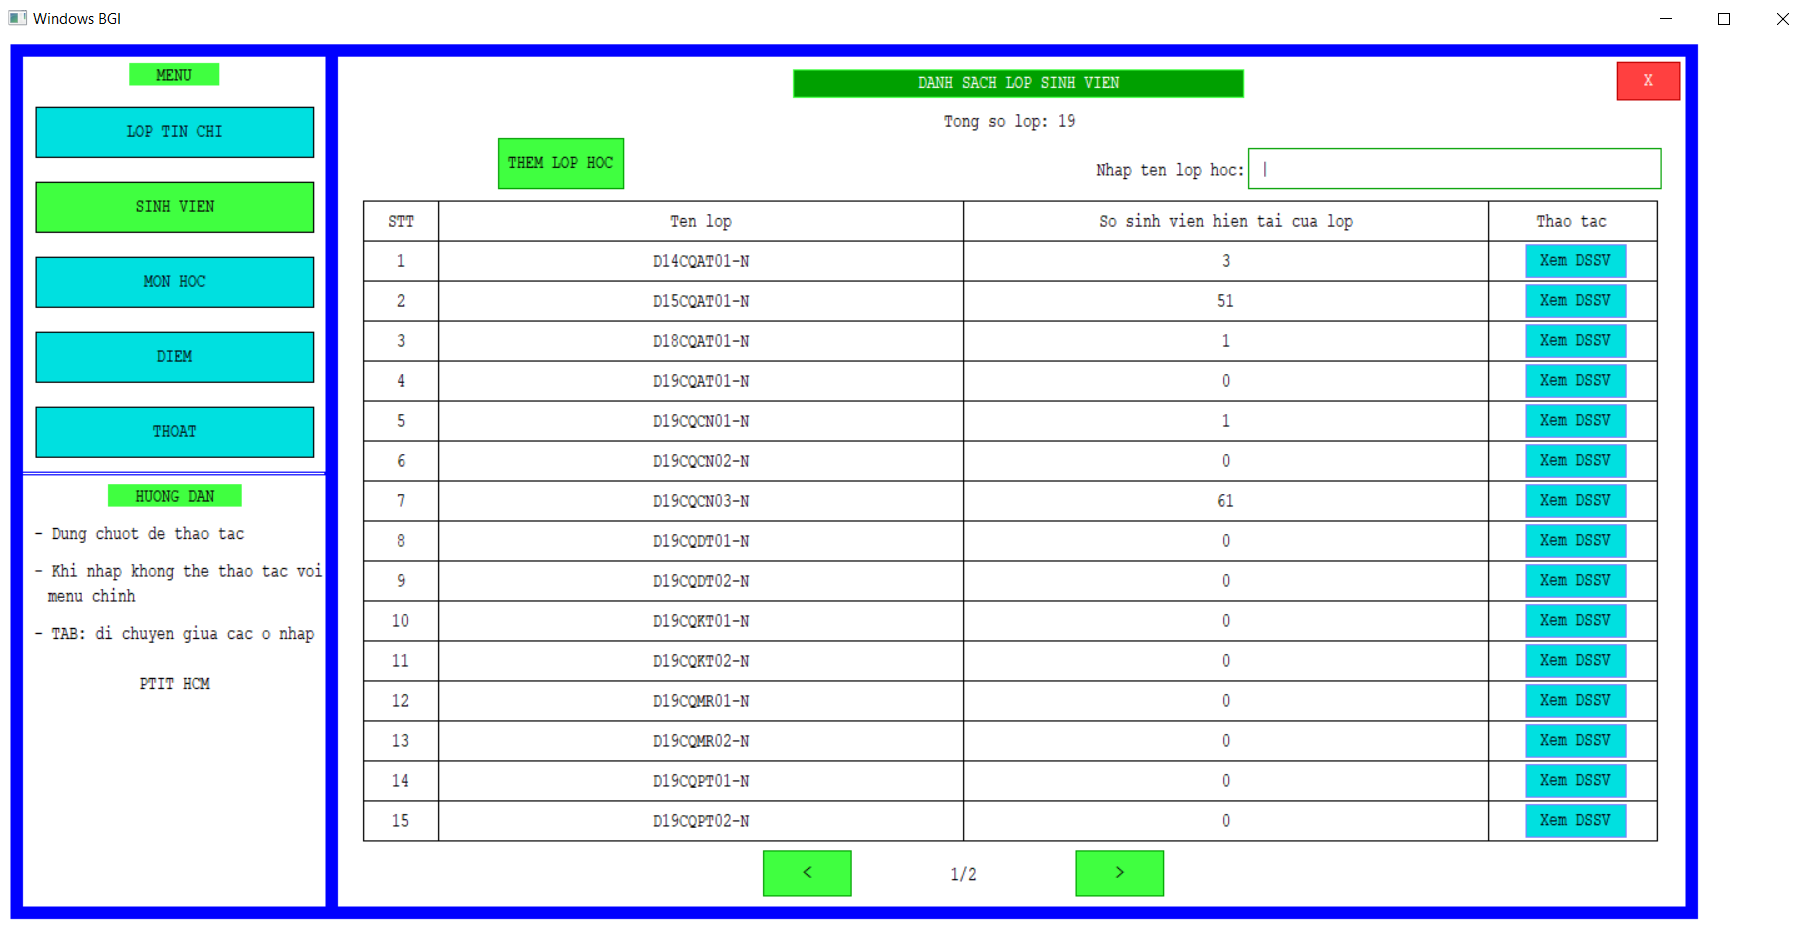 Windows BGI
MENU
LOP TIN CHI
SINH VIEN
MON HOC
DIEM
THOAT
HUONG DAN
- Dung chuot de thao tac
- Khi nhap khong the thao tac voi
menu chinh
- TAB: di chuyen giua cac o nhap
PTIT HCM
DANH SACH LOP SINH VIEN
X
Tong so lop: 19
THEM LOP HOC
Nhap ten lop hoc: |
STT Ten lop So sinh vien hien tai cua lop Thao tac
1 D14CQAT01-N 3 Xem DSSV
2 D15CQAT01-N 51 Xem DSSV
3 D18CQAT01-N 1 Xem DSSV
4 D19CQAT01-N 0 Xem DSSV
5 D19CQCN01-N 1 Xem DSSV
6 D19CQCN02-N 0 Xem DSSV
7 D19CQCN03-N 61 Xem DSSV
8 D19CQDT01-N 0 Xem DSSV
9 D19CQDT02-N 0 Xem DSSV
10 D19CQKT01-N 0 Xem DSSV
11 D19CQKT02-N 0 Xem DSSV
12 D19CQMR01-N 0 Xem DSSV
13 D19CQMR02-N 0 Xem DSSV
14 D19CQPT01-N 0 Xem DSSV
15 D19CQPT02-N 0 Xem DSSV
< 1/2 >